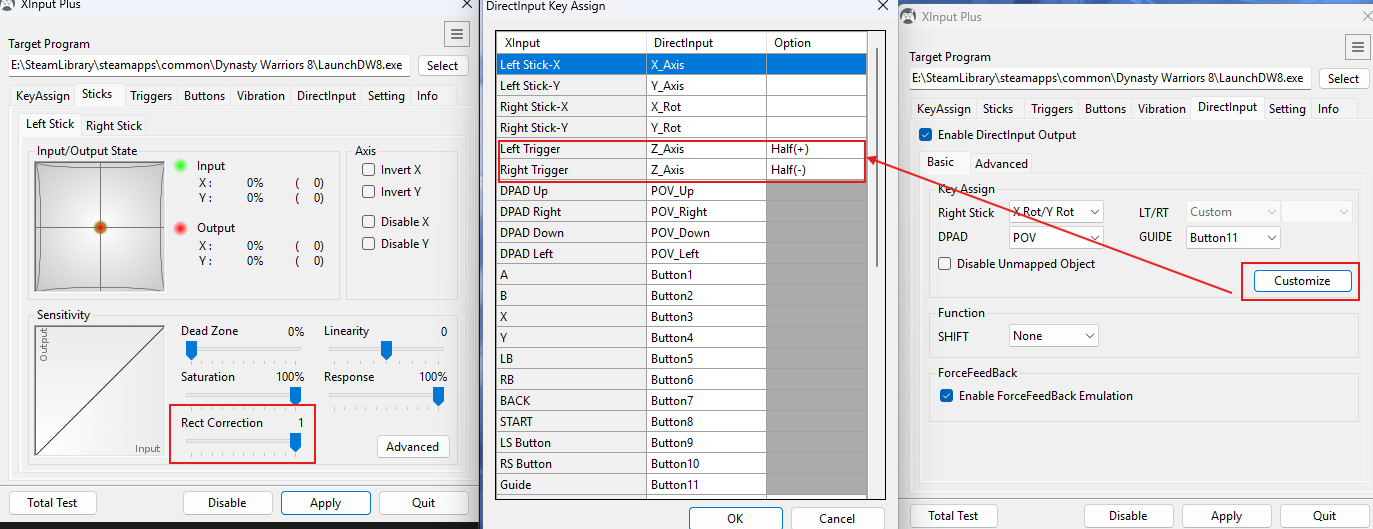 XInput Plus
Target Program
E:\SteamLibrary\steamapps\common\Dynasty Warriors 8\LaunchDW8.exe
Select
KeyAssign Sticks Triggers Buttons Vibration DirectInput Setting Info
Left Stick Right Stick
Input/Output State
Input
X : 0% ( 0)
Y : 0% ( 0)
Output
X : 0% ( 0)
Y : 0% ( 0)
Axis
Invert X
Invert Y
Disable X
Disable Y
Sensitivity
Output
Input
Dead Zone 0%
Linearity 0
Saturation 100%
Response 100%
Rect Correction 1
Advanced
Total Test Disable Apply Quit
DirectInput Key Assign
XInput DirectInput Option
Left Stick-X X_Axis
Left Stick-Y Y_Axis
Right Stick-X X_Rot
Right Stick-Y Y_Rot
Left Trigger Z_Axis Half(+)
Right Trigger Z_Axis Half(-)
DPAD Up POV_Up
DPAD Right POV_Right
DPAD Down POV_Down
DPAD Left POV_Left
A Button1
B Button2
X Button3
Y Button4
LB Button5
RB Button6
BACK Button7
START Button8
LS Button Button9
RS Button Button10
Guide Button11
OK Cancel
XInput Plus
Target Program
E:\SteamLibrary\steamapps\common\Dynasty Warriors 8\LaunchDW8.exe
Select
KeyAssign Sticks Triggers Buttons Vibration DirectInput Setting Info
Enable DirectInput Output
Basic Advanced
Key Assign
Right Stick X Rot/Y Rot LT/RT Custom
DPAD POV GUIDE Button11
Disable Unmapped Object
Customize
Function
SHIFT None
ForceFeedBack
Enable ForceFeedBack Emulation
Total Test Disable Apply Quit